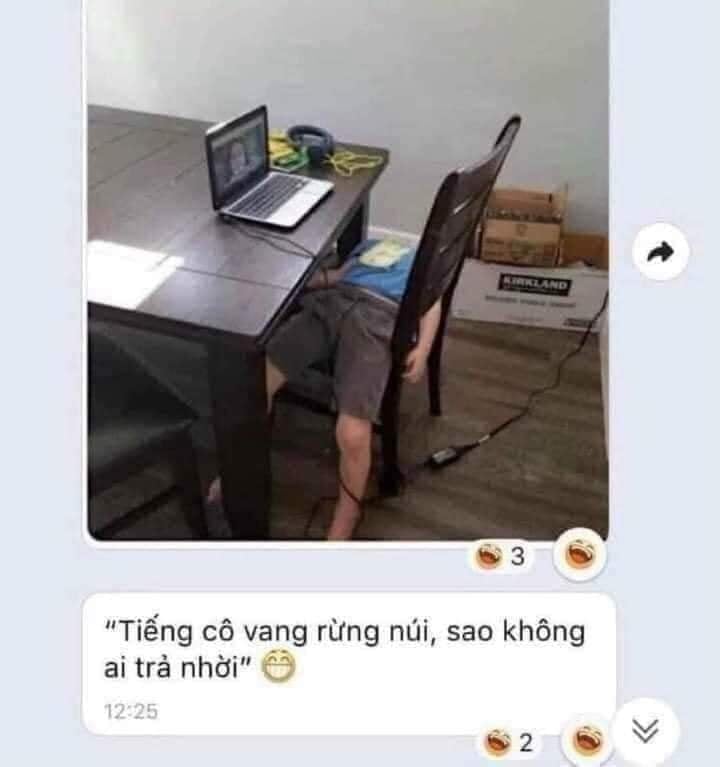 KIRKLAND
3
"Tiếng cô vang rừng núi, sao không
ai trả nhời" 😁
12:25
2